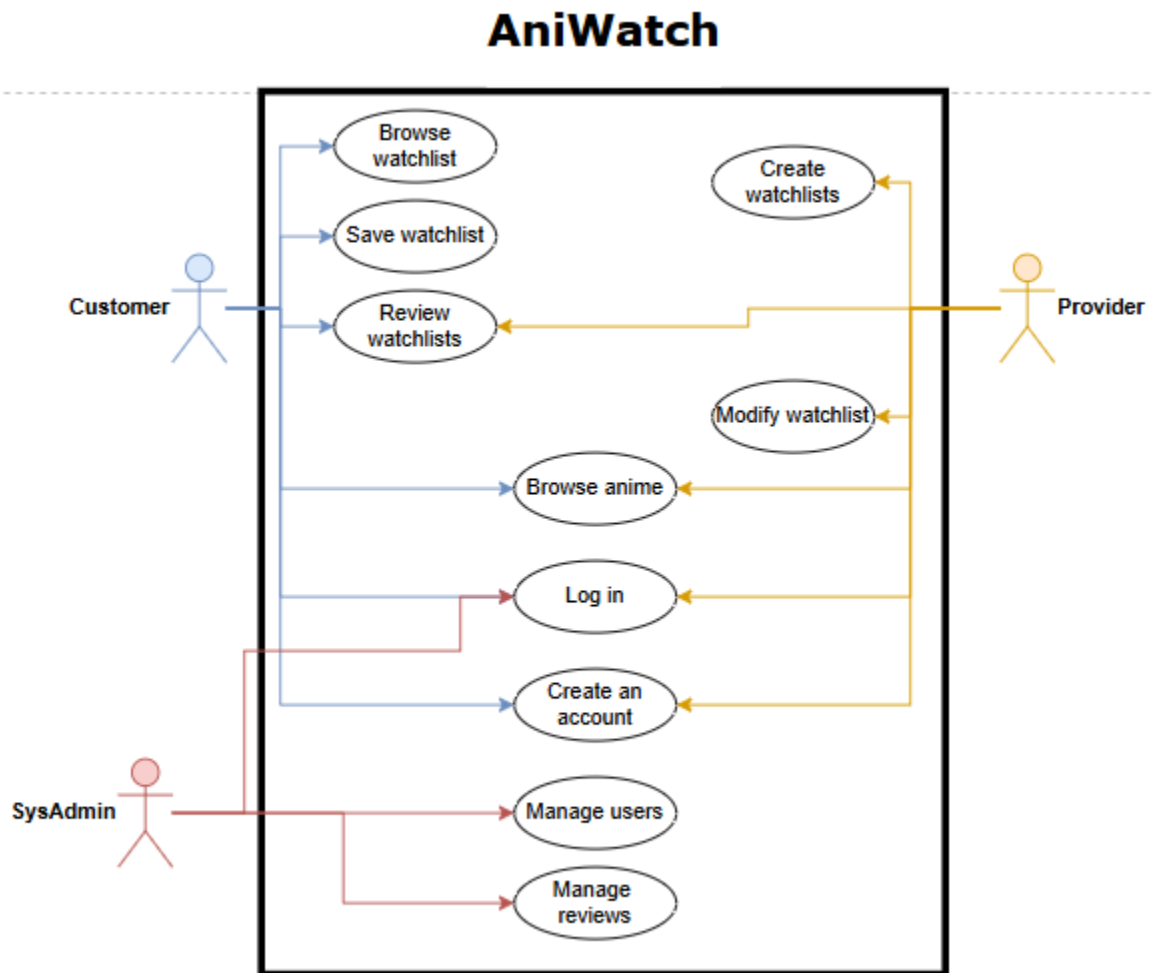 AniWatch
Browse
watchlist
Create
watchlists
Save watchlist
Customer
Review
watchlists
Provider
Modify watchlist
Browse anime
Log in
Create an
account
SysAdmin
Manage users
Manage
reviews